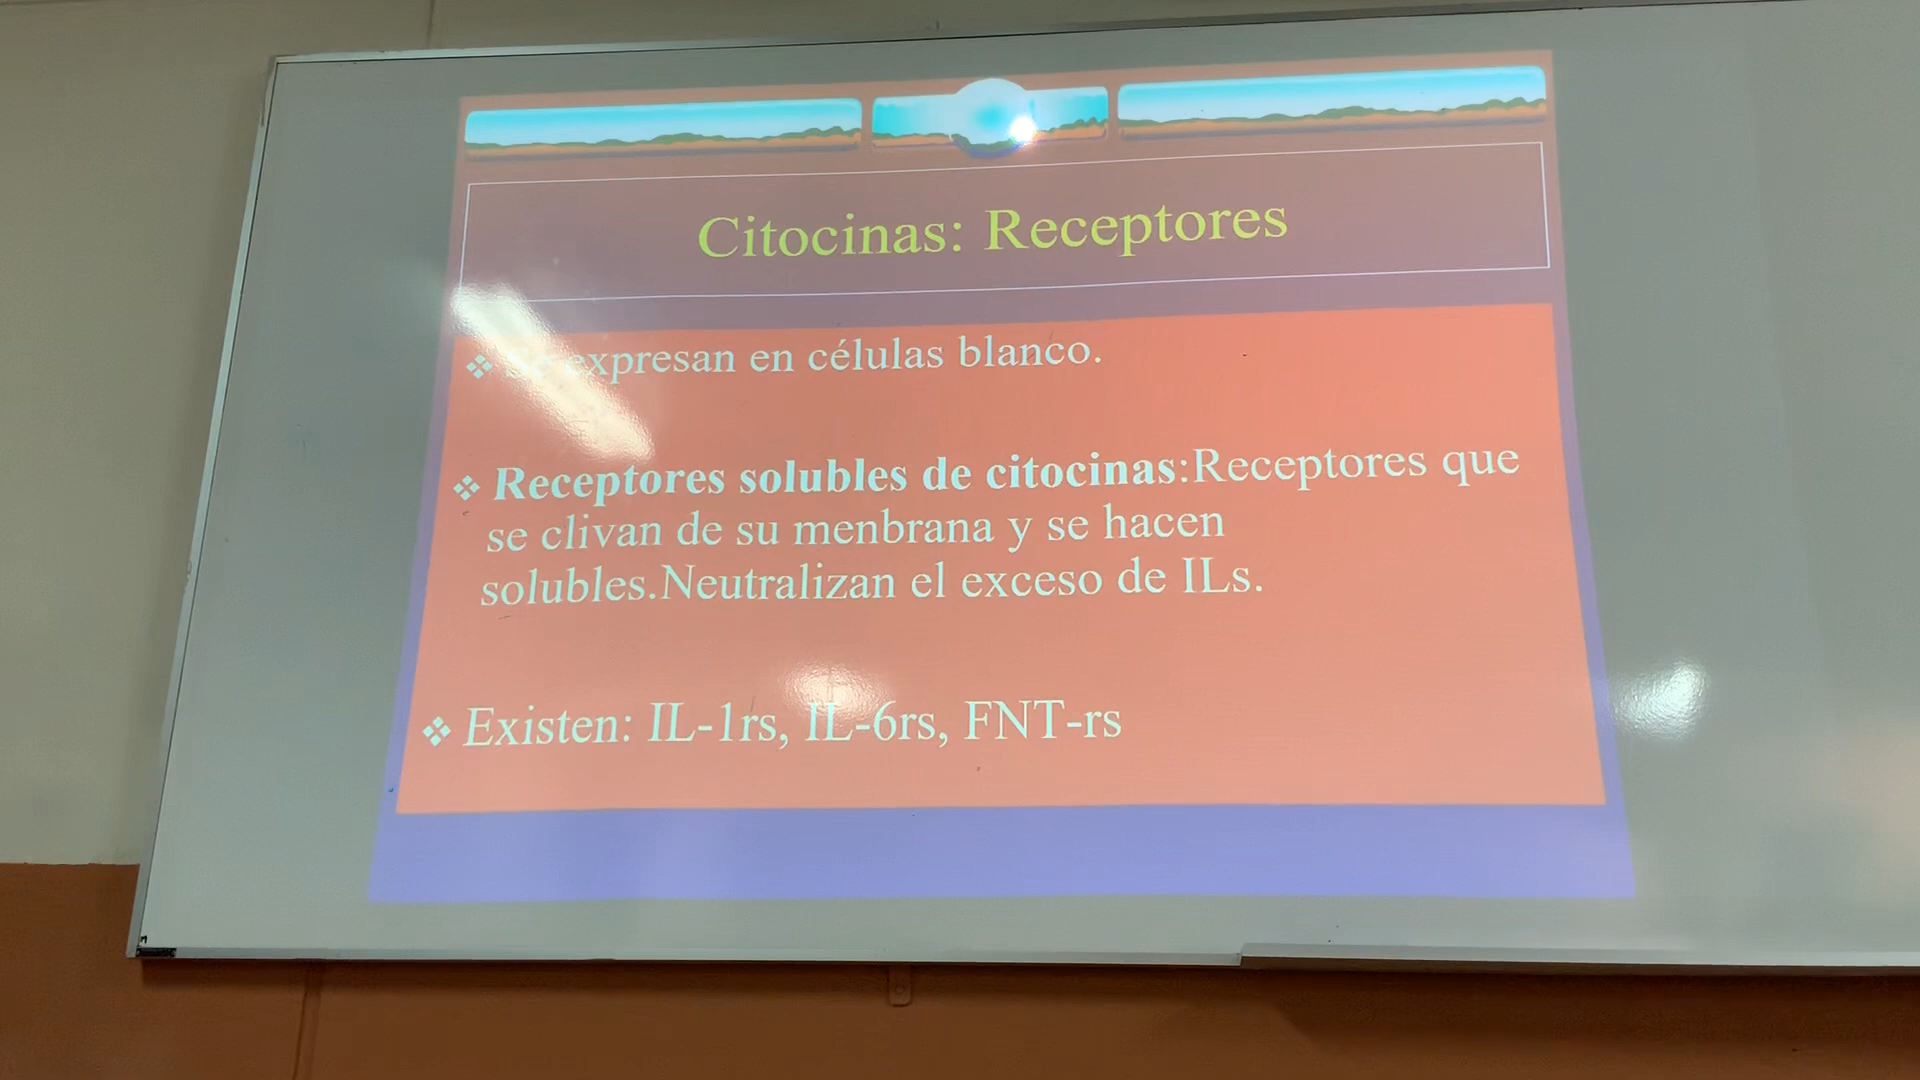 Citocinas: Receptores
❖ Se expresan en células blanco.
❖ Receptores solubles de citocinas:Receptores que
se clivan de su menbrana y se hacen
solubles.Neutralizan el exceso de ILs.
❖ Existen: IL-1rs, IL-6rs, FNT-rs